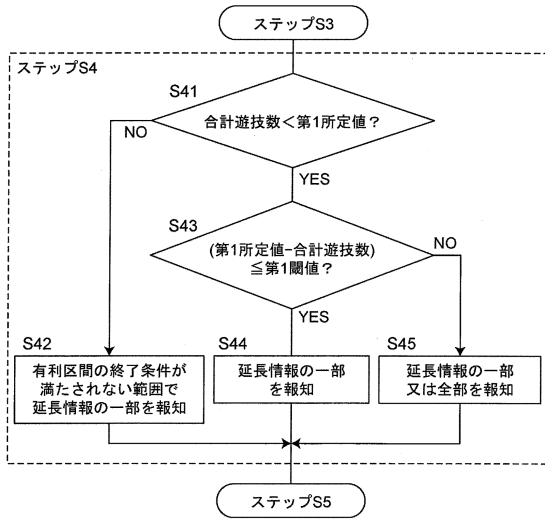 ステップS3
ステップS4
S41
合計遊技数<第1所定値?
NO
YES
S43
(第1所定値-合計遊技数)
≦第1閾値?
NO
YES
S42
有利区間の終了条件が
満たされない範囲で
延長情報の一部を報知
S44
延長情報の一部
を報知
S45
延長情報の一部
又は全部を報知
ステップS5